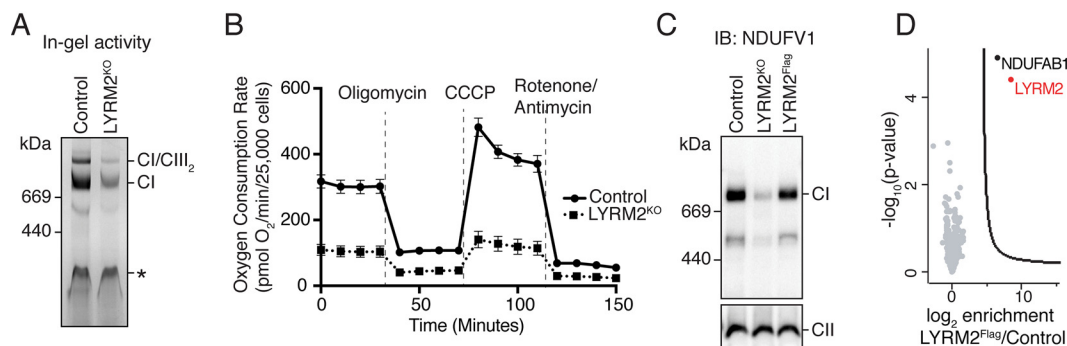 A
In-gel activity
Control
LYRM2KO
kDa
CI/CIII2
CI
669
440
*
B
Oxygen Consumption Rate
(pmol O2/min/25,000 cells)
600
400
200
0
0
50
100
150
Time (Minutes)
Oligomycin
CCCP
Rotenone/
Antimycin
Control
LYRM2KO
C
IB: NDUFV1
Control
LYRM2KO
LYRM2Flag
kDa
CI
669
440
CII
D
-log10(p-value)
4
2
0
NDUFAB1
LYRM2
0
10
log2 enrichment
LYRM2Flag/Control